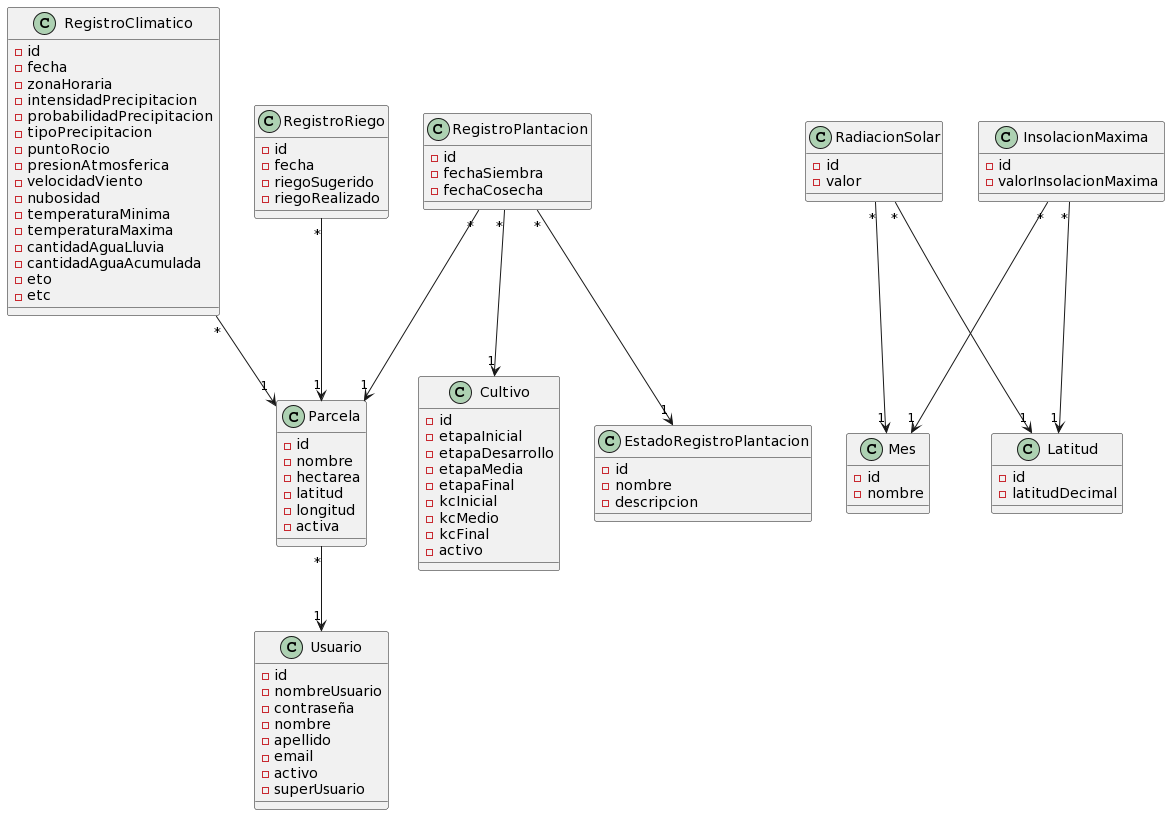 C RegistroClimatico
id
fecha
zonaHoraria
intensidadPrecipitacion
probabilidadPrecipitacion
tipoPrecipitacion
puntoRocio
presionAtmosferica
velocidadViento
nubosidad
temperaturaMinima
temperaturaMaxima
cantidadAguaLluvia
cantidadAguaAcumulada
eto
etc
C RegistroRiego
id
fecha
riegoSugerido
riegoRealizado
C RegistroPlantacion
id
fechaSiembra
fechaCosecha
C RadiacionSolar
id
valor
C InsolacionMaxima
id
valorInsolacionMaxima
* 1
* 1
* 1
* 1
* 1
* 1
* 1
* 1
* 1
C Parcela
id
nombre
hectarea
latitud
longitud
activa
C Cultivo
id
etapaInicial
etapaDesarrollo
etapaMedia
etapaFinal
kcInicial
kcMedio
kcFinal
activo
C EstadoRegistroPlantacion
id
nombre
descripcion
C Mes
id
nombre
C Latitud
id
latitudDecimal
* 1
C Usuario
id
nombreUsuario
contraseña
nombre
apellido
email
activo
superUsuario